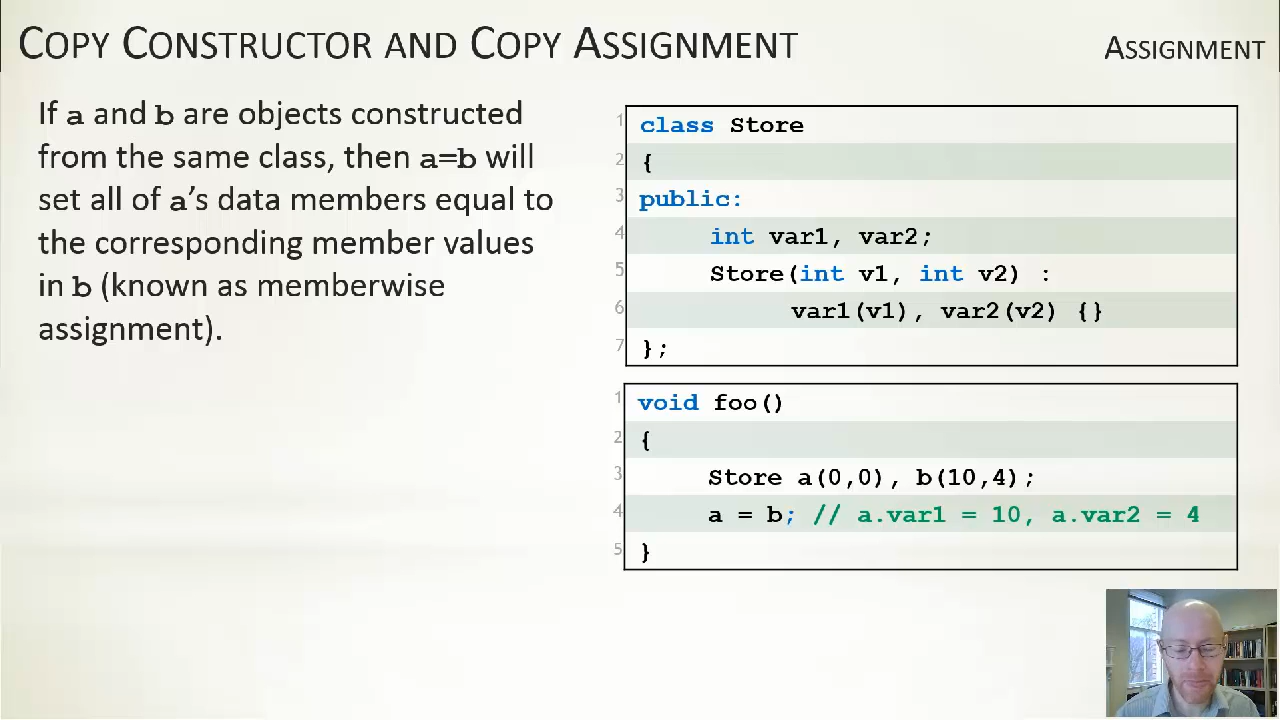 COPY CONSTRUCTOR AND COPY ASSIGNMENT
ASSIGNMENT
If a and b are objects constructed
from the same class, then a=b will
set all of a’s data members equal to
the corresponding member values
in b (known as memberwise
assignment).
1 class Store
2 {
3 public:
4 int var1, var2;
5 Store(int v1, int v2) :
6 var1(v1), var2(v2) {}
7 };
1 void foo()
2 {
3 Store a(0,0), b(10,4);
4 a = b; // a.var1 = 10, a.var2 = 4
5 }